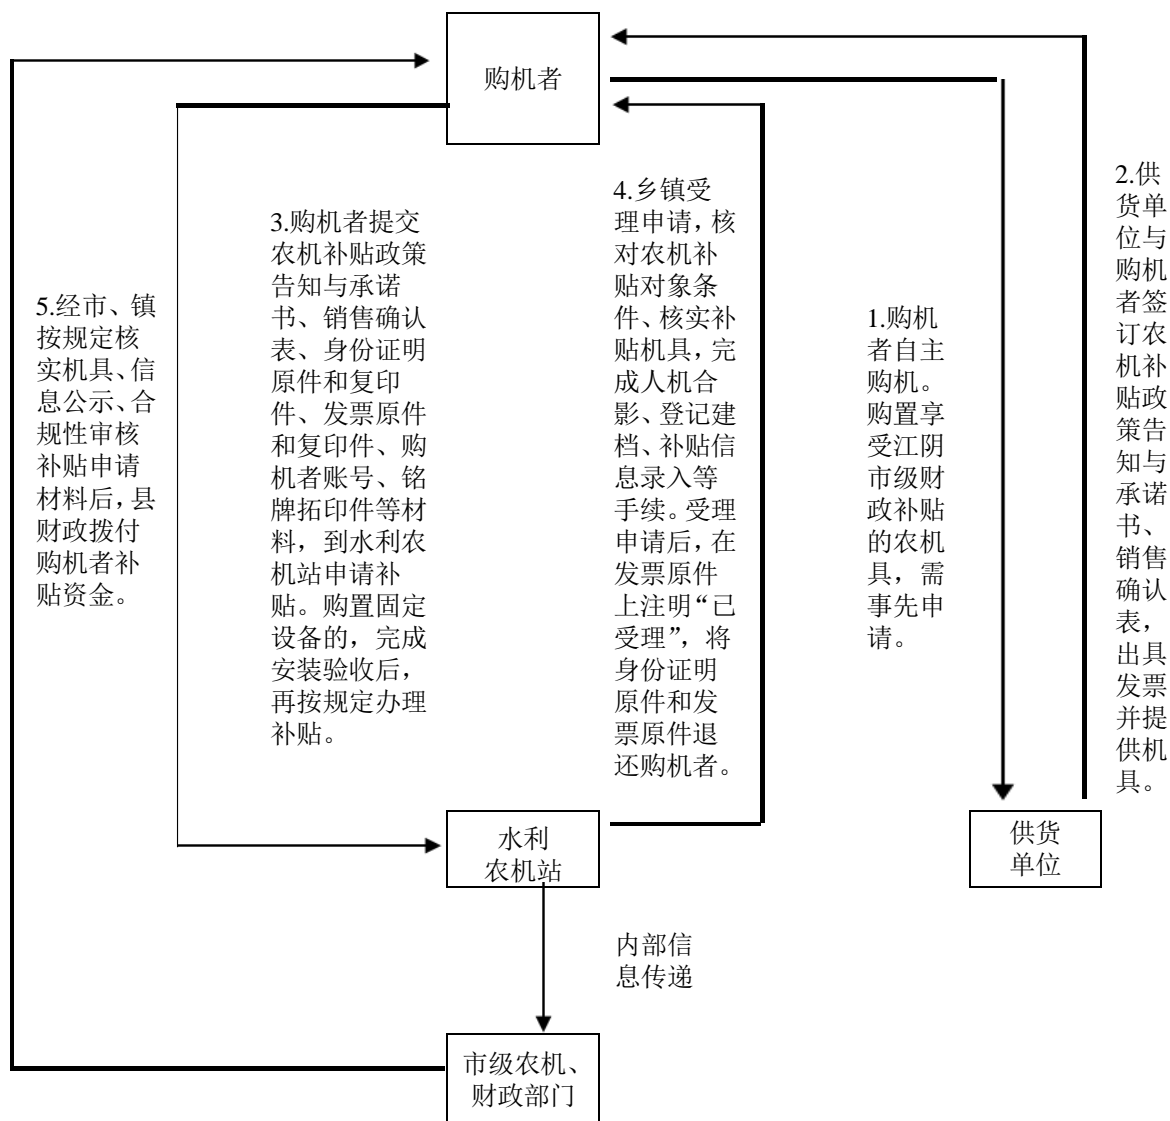 购机者
5.经市、镇
按规定核
实机具、信
息公示、合
规性审核
补贴申请
材料后，县
财政拨付
购机者补
贴资金。
3.购机者提交
农机补贴政策
告知与承诺
书、销售确认
表、身份证明
原件和复印
件、发票原件
和复印件、购
机者账号、铭
牌拓印件等材
料，到水利农
机站申请补
贴。购置固定
设备的，完成
安装验收后，
再按规定办理
补贴。
4.乡镇受
理申请，核
对农机补
贴对象条
件、核实补
贴机具，完
成人机合
影、登记建
档、补贴信
息录入等
手续。受理
申请后，在
发票原件
上注明“已
受理”，将
身份证明
原件和发
票原件退
还购机者。
1.购机
者自主
购机。
购置享
受江阴
市级财
政补贴
的农机
具，需
事先申
请。
2.供
货单
位与
购机
者签
订农
机补
贴政
策告
知与
承诺
书、
销售
确认
表，
出具
发票
并提
供机
具。
水利
农机站
供货
单位
内部信
息传递
市级农机、
财政部门